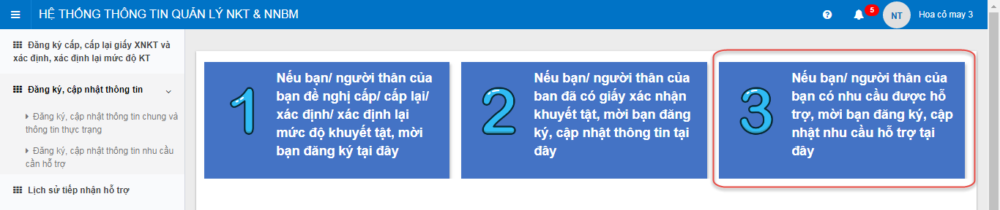 HỆ THỐNG THÔNG TIN QUẢN LÝ NKT & NNBM
?
5
NT
Hoa cỏ may 3
Đăng ký cấp, cấp lại giấy XNKT và
xác định, xác định lại mức độ KT
Đăng ký, cập nhật thông tin
Đăng ký, cập nhật thông tin chung và
thông tin thực trạng
Đăng ký, cập nhật thông tin nhu cầu
cần hỗ trợ
Lịch sử tiếp nhận hỗ trợ
1
Nếu bạn/ người thân của
bạn đề nghị cấp/ cấp lại/
xác định/ xác định lại
mức độ khuyết tật, mời
bạn đăng ký tại đây
2
Nếu bạn/ người thân của
ban đã có giấy xác nhận
khuyết tật, mời bạn đăng
ký, cập nhật thông tin tại
đây
3
Nếu bạn/ người thân của
bạn có nhu cầu được hỗ
trợ, mời bạn đăng ký, cập
nhật nhu cầu hỗ trợ tại
đây